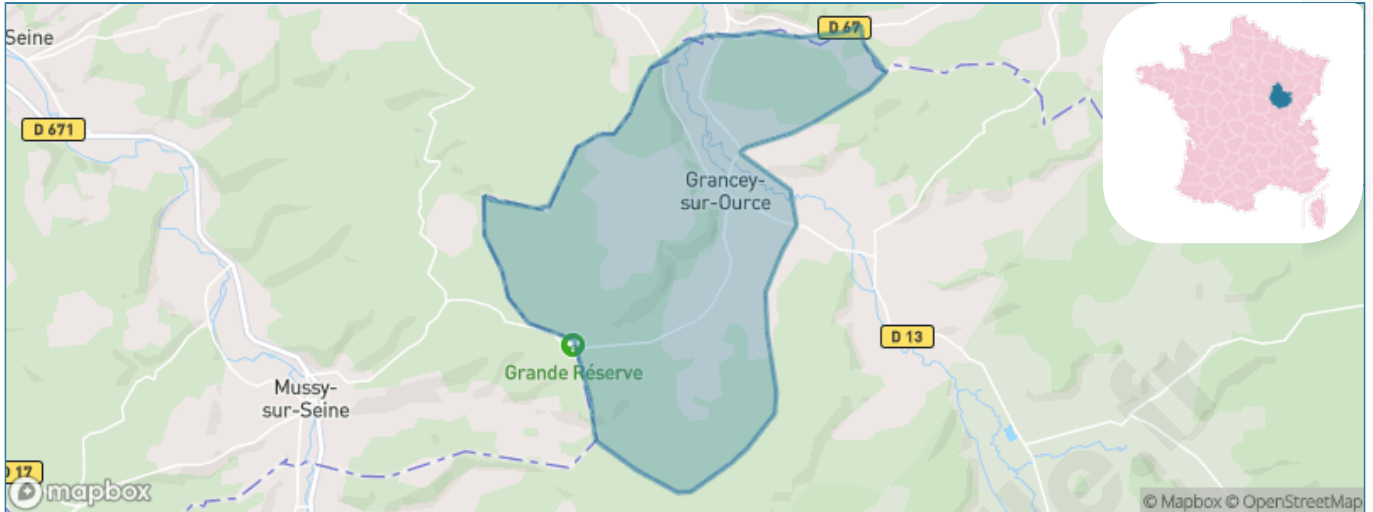 Seine
D 67
D 671
Grancey-
sur-Ource
D 13
Grande Réserve
Mussy-
sur-Seine
D 17
mapbox
© Mapbox © OpenStreetMap